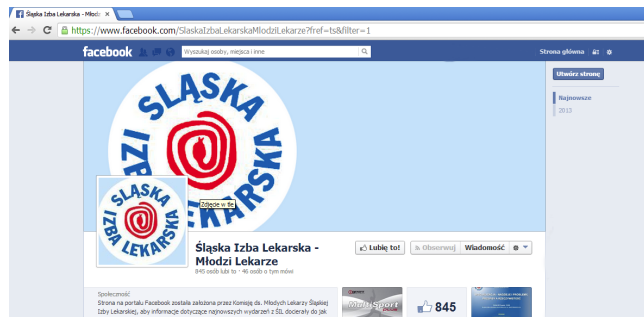 Śląska Izba Lekarska - Młodzi
https://www.facebook.com/SlaskaIzbaLekarskaMlodziLekarze?fref=ts&filter=1
facebook
Wyszukaj osoby, miejsca i inne
Strona główna
Utwórz stronę
Najnowsze
2013
ŚLĄSKA
IZBA LEKARSKA
Zdjęcie w tle
ŚLĄSKA
IZBA LEKARSKA
Śląska Izba Lekarska -
Młodzi Lekarze
845 osób lubi to · 46 osób o tym mówi
Lubię to!
Obserwuj
Wiadomość
Społeczność
Strona na portalu Facebook została założona przez Komisję ds. Młodych Lekarzy Śląskiej
Izby Lekarskiej, aby informacje dotyczące najnowszych wydarzeń z ŚIL docierały do jak
MultiSport
845